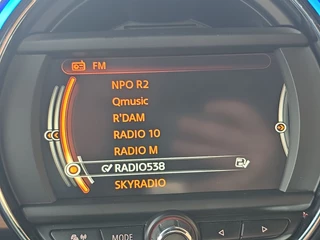 FM
NPO R2
Qmusic
R'DAM
RADIO 10
RADIO M
RADIO538
SKYRADIO
MODE